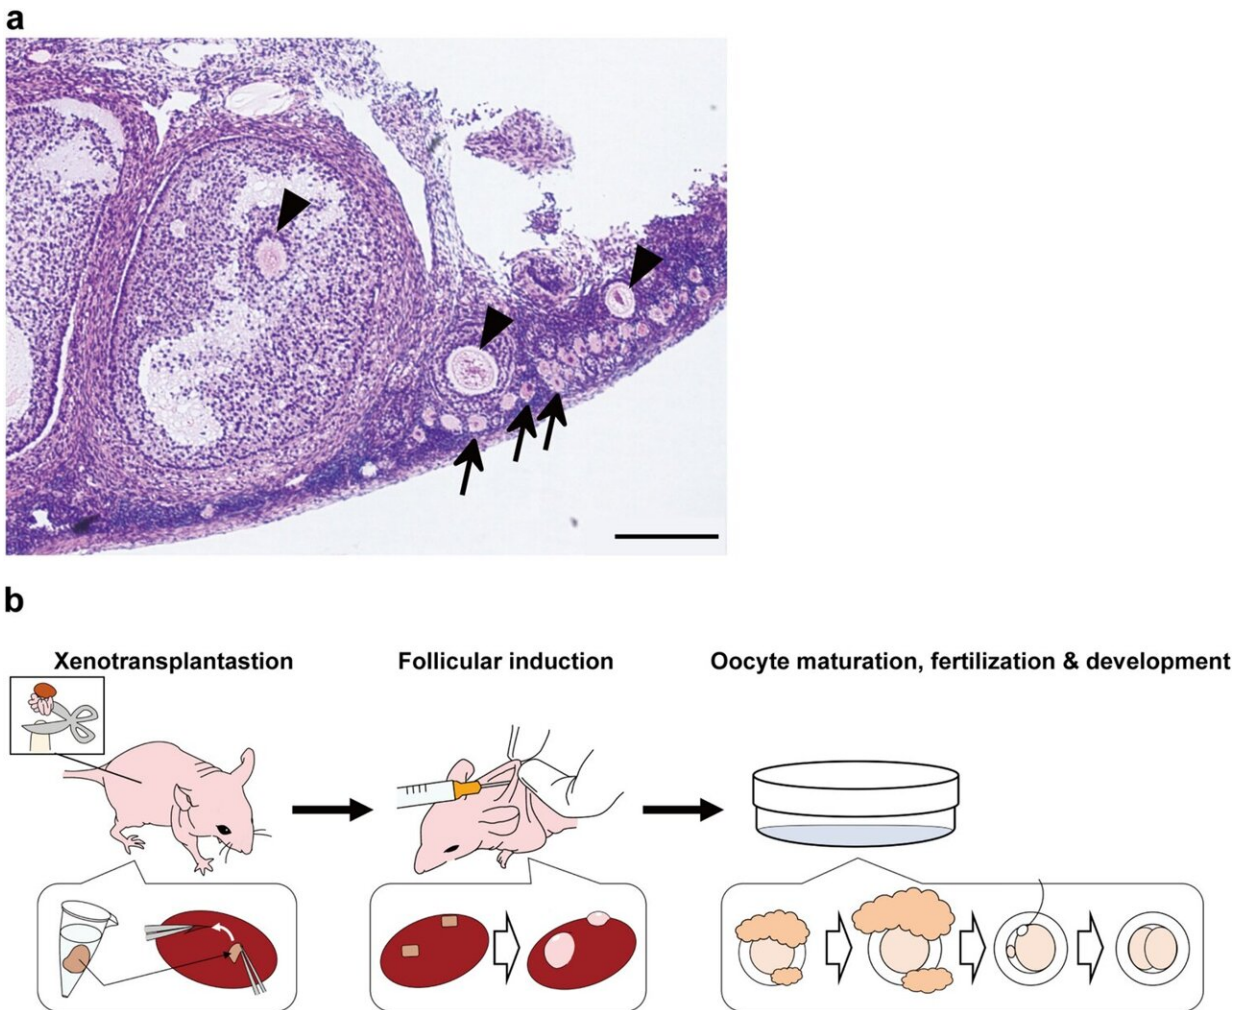 a
b
Xenotransplantastion
Follicular induction
Oocyte maturation, fertilization & development